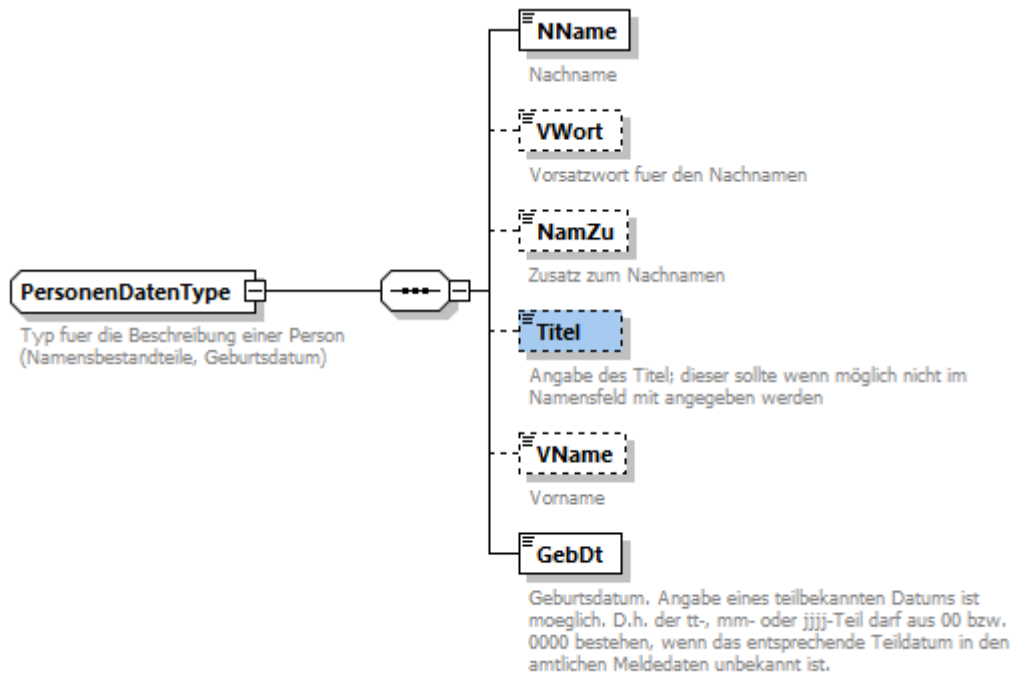 NName
Nachname
VWort
Vorsatzwort fuer den Nachnamen
NamZu
Zusatz zum Nachnamen
PersonenDatenType
Typ fuer die Beschreibung einer Person
(Namensbestandteile, Geburtsdatum)
Titel
Angabe des Titel; dieser sollte wenn möglich nicht im
Namensfeld mit angegeben werden
VName
Vorname
GebDt
Geburtsdatum. Angabe eines teilbekannten Datums ist
moeglich. D.h. der tt-, mm- oder jjjj-Teil darf aus 00 bzw.
0000 bestehen, wenn das entsprechende Teildatum in den
amtlichen Meldedaten unbekannt ist.